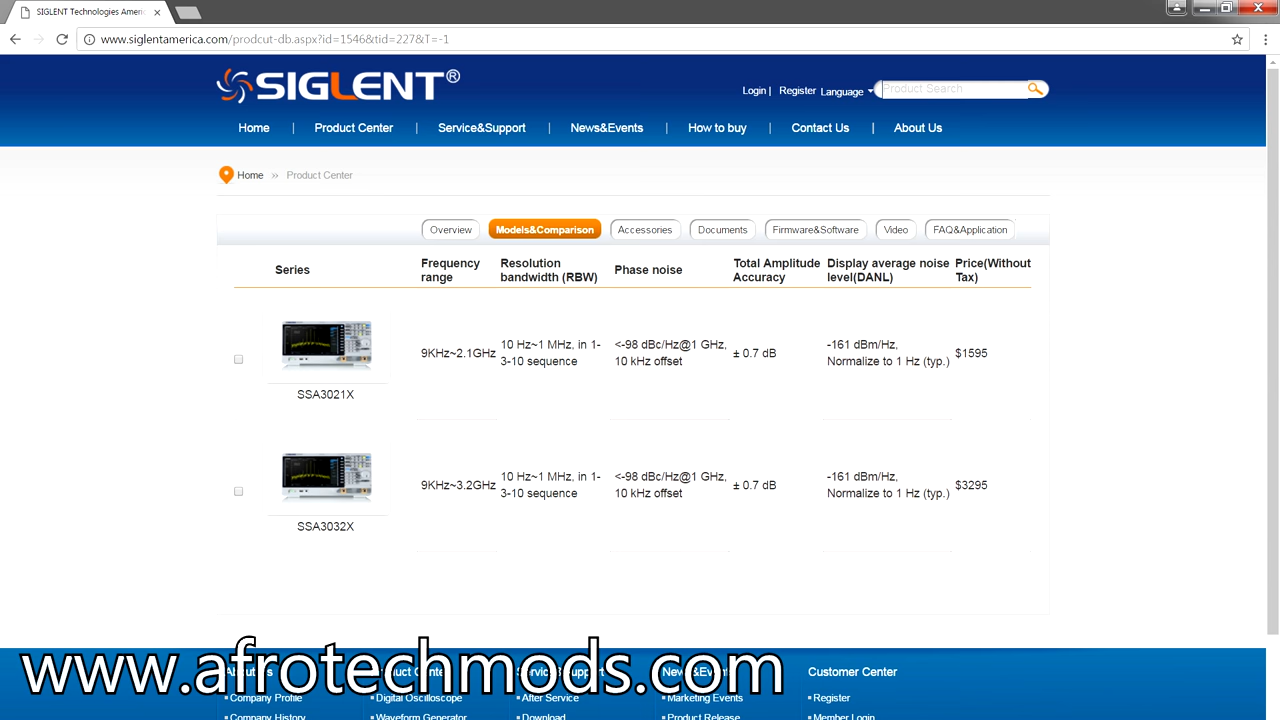 SIGLENT Technologies Ameri
www.siglentamerica.com/prodcut-db.aspx?id=1546&tid=227&T=-1
SIGLENT®
Login | Register Language Product Search
Home | Product Center | Service&Support | News&Events | How to buy | Contact Us | About Us
Home » Product Center
Overview Models&Comparison Accessories Documents Firmware&Software Video FAQ&Application
Series Frequency range Resolution bandwidth (RBW) Phase noise Total Amplitude Accuracy Display average noise level(DANL) Price(Without Tax)
9KHz~2.1GHz 10 Hz~1 MHz, in 1-3-10 sequence <-98 dBc/Hz@1 GHz, 10 kHz offset ± 0.7 dB -161 dBm/Hz, Normalize to 1 Hz (typ.) $1595
SSA3021X
9KHz~3.2GHz 10 Hz~1 MHz, in 1-3-10 sequence <-98 dBc/Hz@1 GHz, 10 kHz offset ± 0.7 dB -161 dBm/Hz, Normalize to 1 Hz (typ.) $3295
SSA3032X
www.afrotechmods.com
Customer Center
Company Profile Digital Oscilloscope After Service Marketing Events Register
Company History Waveform Generator Download Product Release Member Login